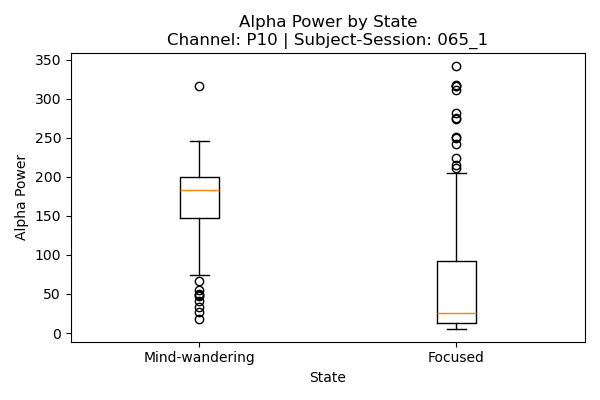 Alpha Power by State
Channel: P10 | Subject-Session: 065_1
Alpha Power
350
300
250
200
150
100
50
0
Mind-wandering
Focused
State